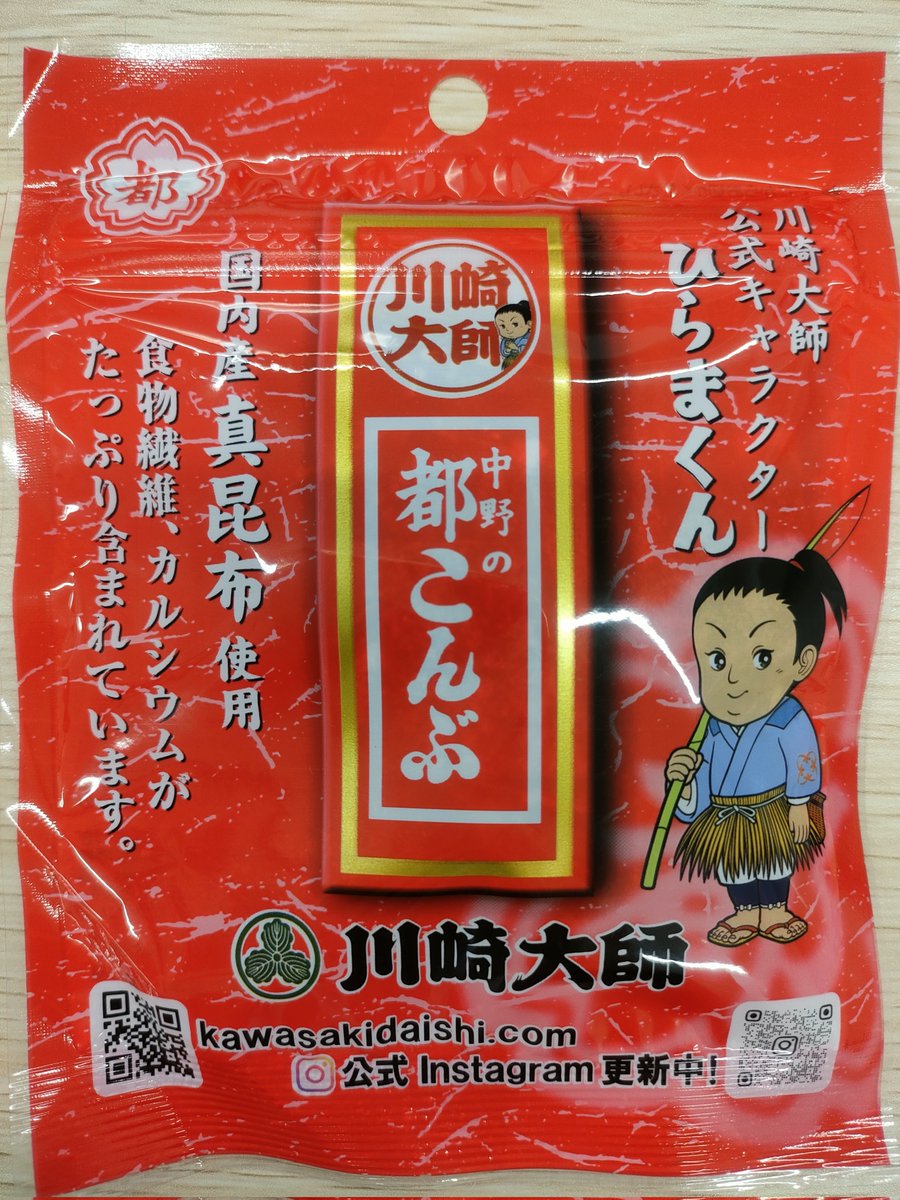 都
川崎大師
公式キャラクター
ひらまくん
川崎
大師
中野の
都こんぶ
国内産真昆布使用
食物繊維、カルシウムが
たっぷり含まれています。
川崎大師
kawasakidaishi.com
公式 Instagram 更新中!